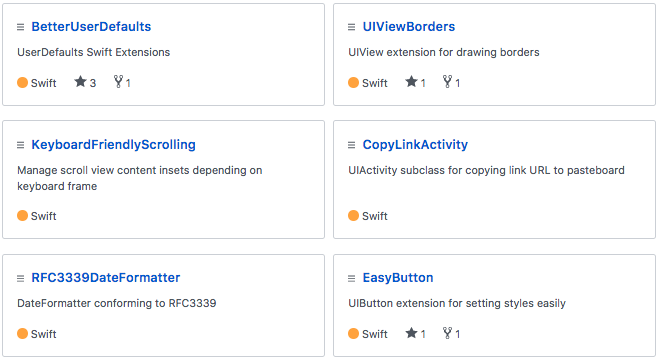 BetterUserDefaults
UserDefaults Swift Extensions
Swift 3 1
UIViewBorders
UIView extension for drawing borders
Swift 1 1
KeyboardFriendlyScrolling
Manage scroll view content insets depending on
keyboard frame
Swift
CopyLinkActivity
UIActivity subclass for copying link URL to pasteboard
Swift
RFC3339DateFormatter
DateFormatter conforming to RFC3339
Swift
EasyButton
UIButton extension for setting styles easily
Swift 1 1